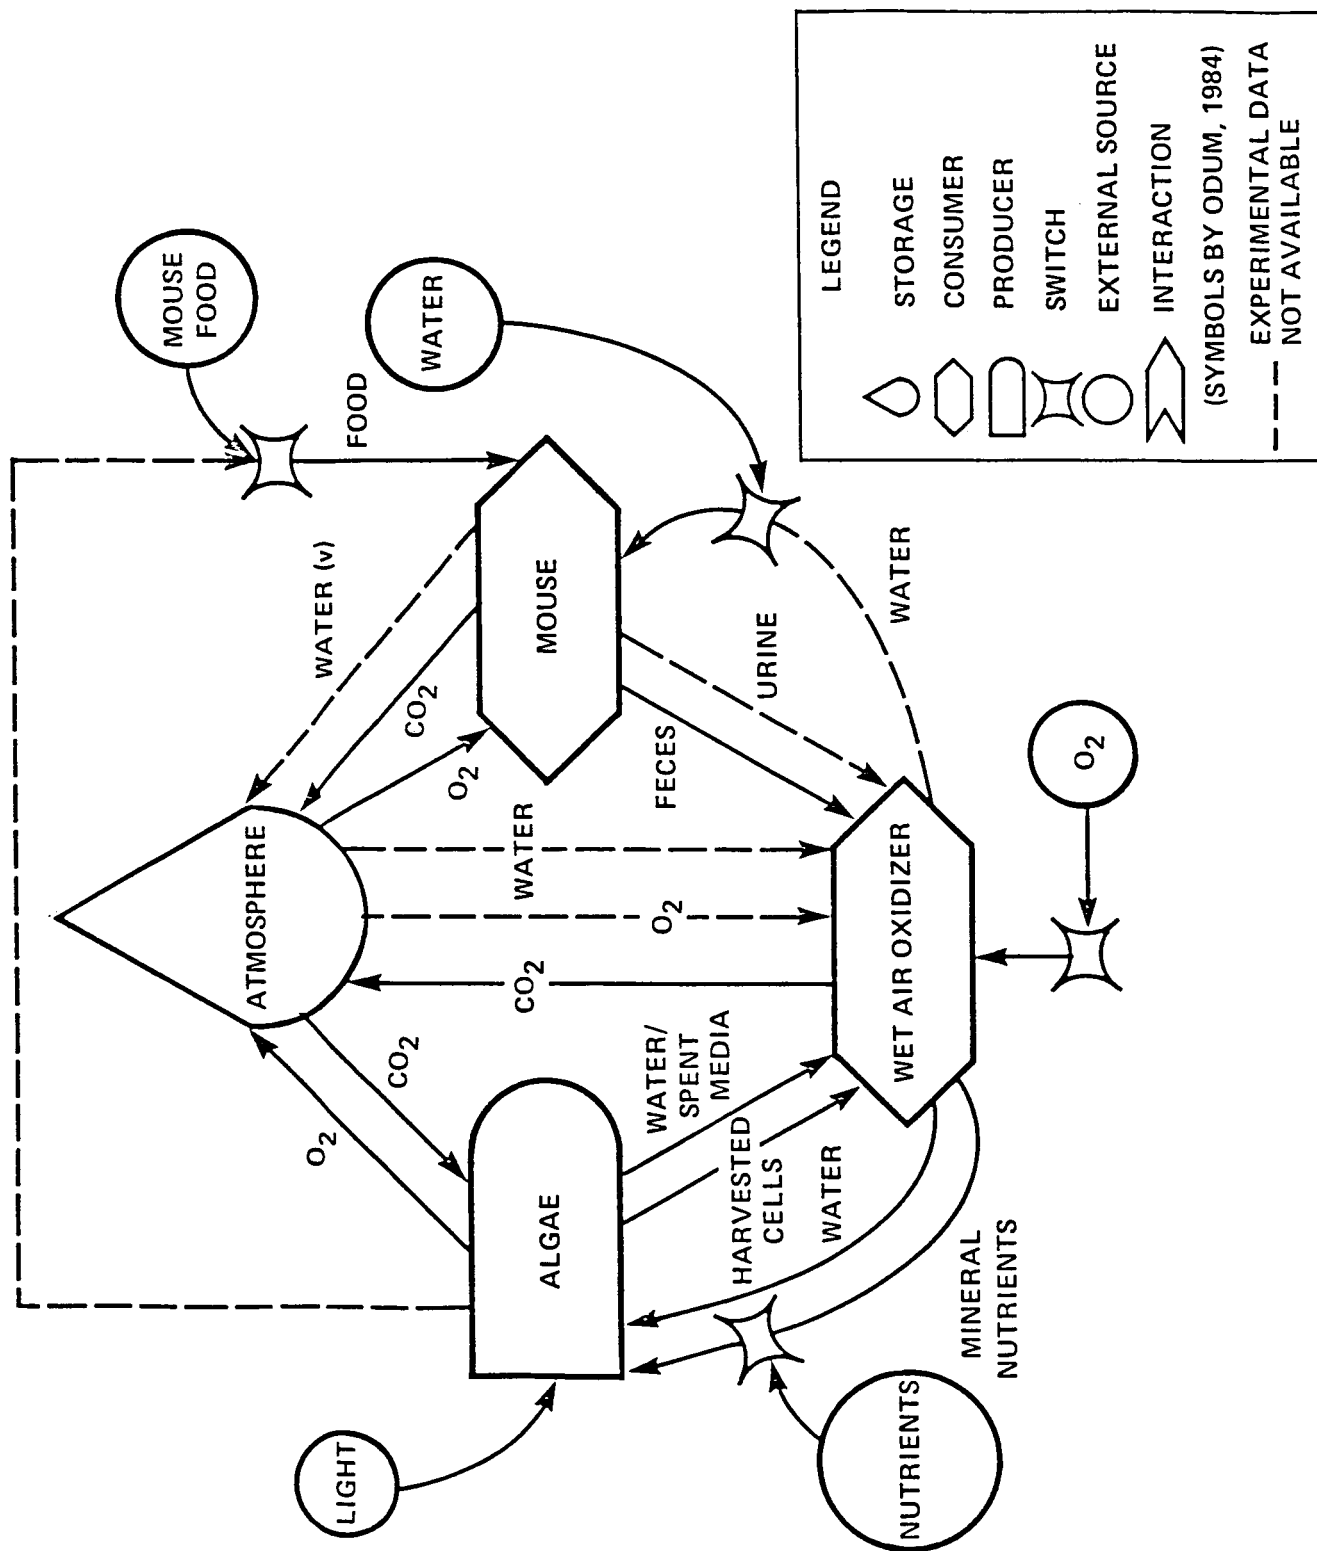 MOUSE
FOOD
WATER
FOOD
WATER (v)
CO2
O2
MOUSE
ATMOSPHERE
WATER
O2
CO2
FECES
URINE
WATER
O2
CO2
LIGHT
ALGAE
WATER/
SPENT
MEDIA
HARVESTED
CELLS
WATER
WET AIR OXIDIZER
O2
MINERAL
NUTRIENTS
NUTRIENTS
LEGEND
STORAGE
CONSUMER
PRODUCER
SWITCH
EXTERNAL SOURCE
INTERACTION
(SYMBOLS BY ODUM, 1984)
EXPERIMENTAL DATA
NOT AVAILABLE